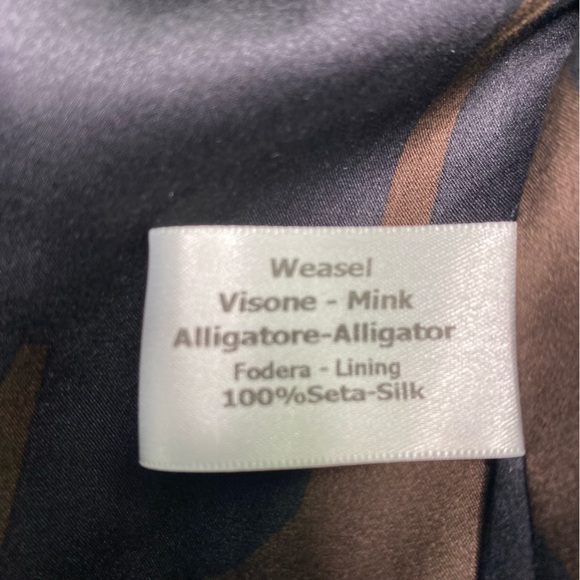 Weasel
Visone - Mink
Alligatore-Alligator
Fodera - Lining
100%Seta-Silk